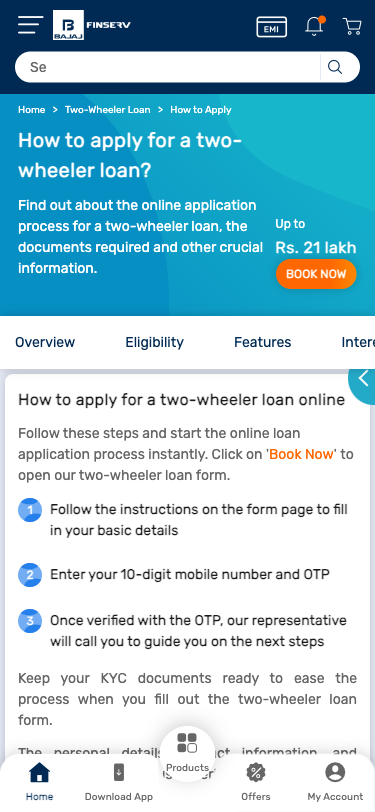 BAJAJ FINSERV
EMI
Se
Home > Two-Wheeler Loan > How to Apply
How to apply for a two-
wheeler loan?
Find out about the online application
process for a two-wheeler loan, the
documents required and other crucial
information.
Up to
Rs. 21 lakh
BOOK NOW
Overview Eligibility Features Intere
How to apply for a two-wheeler loan online
Follow these steps and start the online loan
application process instantly. Click on 'Book Now' to
open our two-wheeler loan form.
1 Follow the instructions on the form page to fill
in your basic details
2 Enter your 10-digit mobile number and OTP
3 Once verified with the OTP, our representative
will call you to guide you on the next steps
Keep your KYC documents ready to ease the
process when you fill out the two-wheeler loan
form.
The personal details information, and
Products
Home Download App Offers My Account